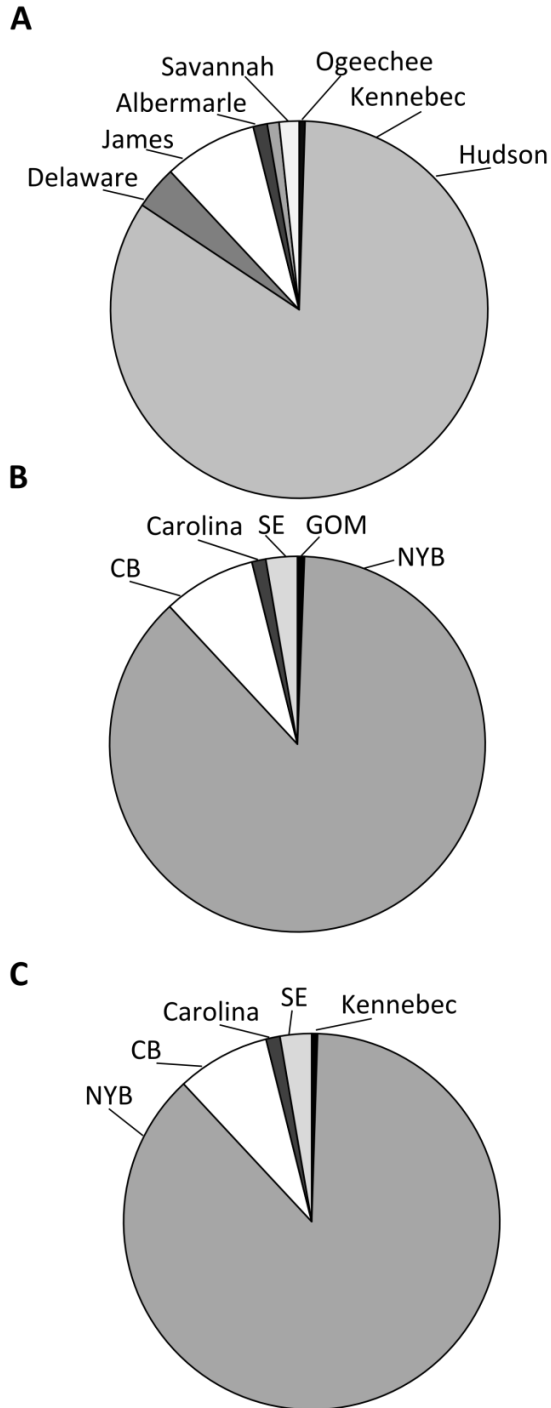 A
Savannah
Ogeechee
Albermarle
Kennebec
James
Hudson
Delaware
B
Carolina SE GOM
NYB
CB
C
Carolina SE Kennebec
CB
NYB